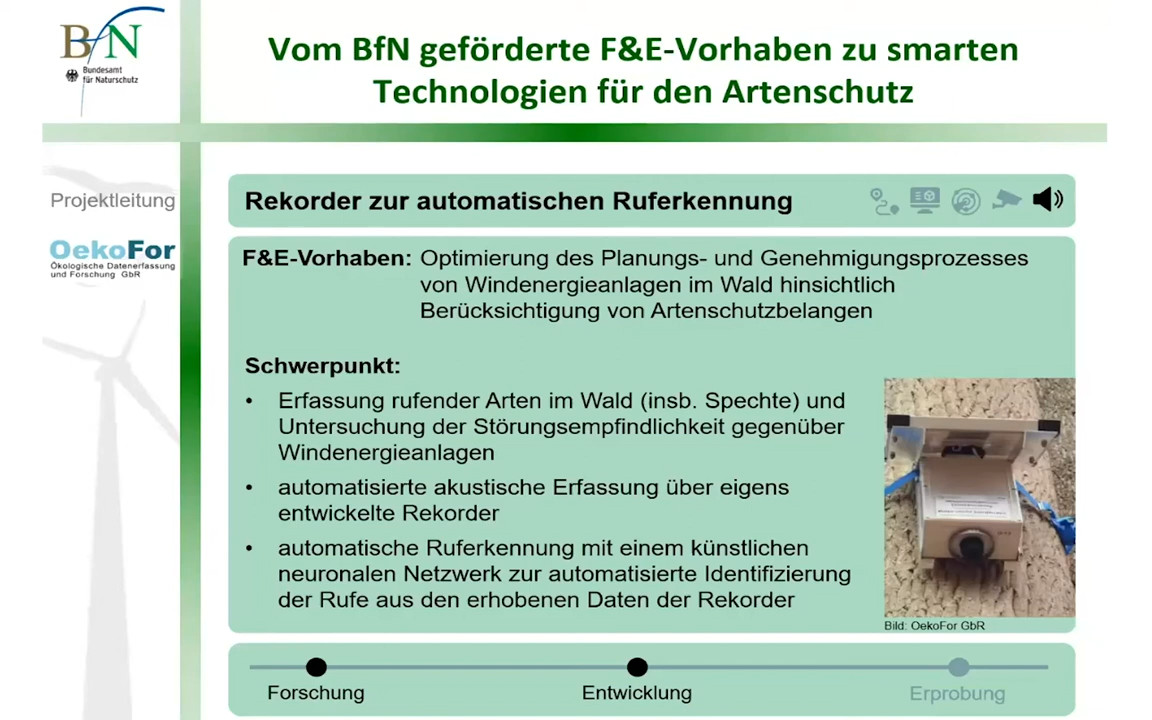 BfN
Bundesamt
für Naturschutz
Vom BfN geförderte F&E-Vorhaben zu smarten
Technologien für den Artenschutz
Projektleitung
OekoFor
Ökologische Datenerfassung
und Forschung GbR
Rekorder zur automatischen Ruferkennung
F&E-Vorhaben: Optimierung des Planungs- und Genehmigungsprozesses
von Windenergieanlagen im Wald hinsichtlich
Berücksichtigung von Artenschutzbelangen
Schwerpunkt:
• Erfassung rufender Arten im Wald (insb. Spechte) und
Untersuchung der Störungsempfindlichkeit gegenüber
Windenergieanlagen
• automatisierte akustische Erfassung über eigens
entwickelte Rekorder
• automatische Ruferkennung mit einem künstlichen
neuronalen Netzwerk zur automatisierte Identifizierung
der Rufe aus den erhobenen Daten der Rekorder
Bild: OekoFor GbR
Forschung
Entwicklung
Erprobung